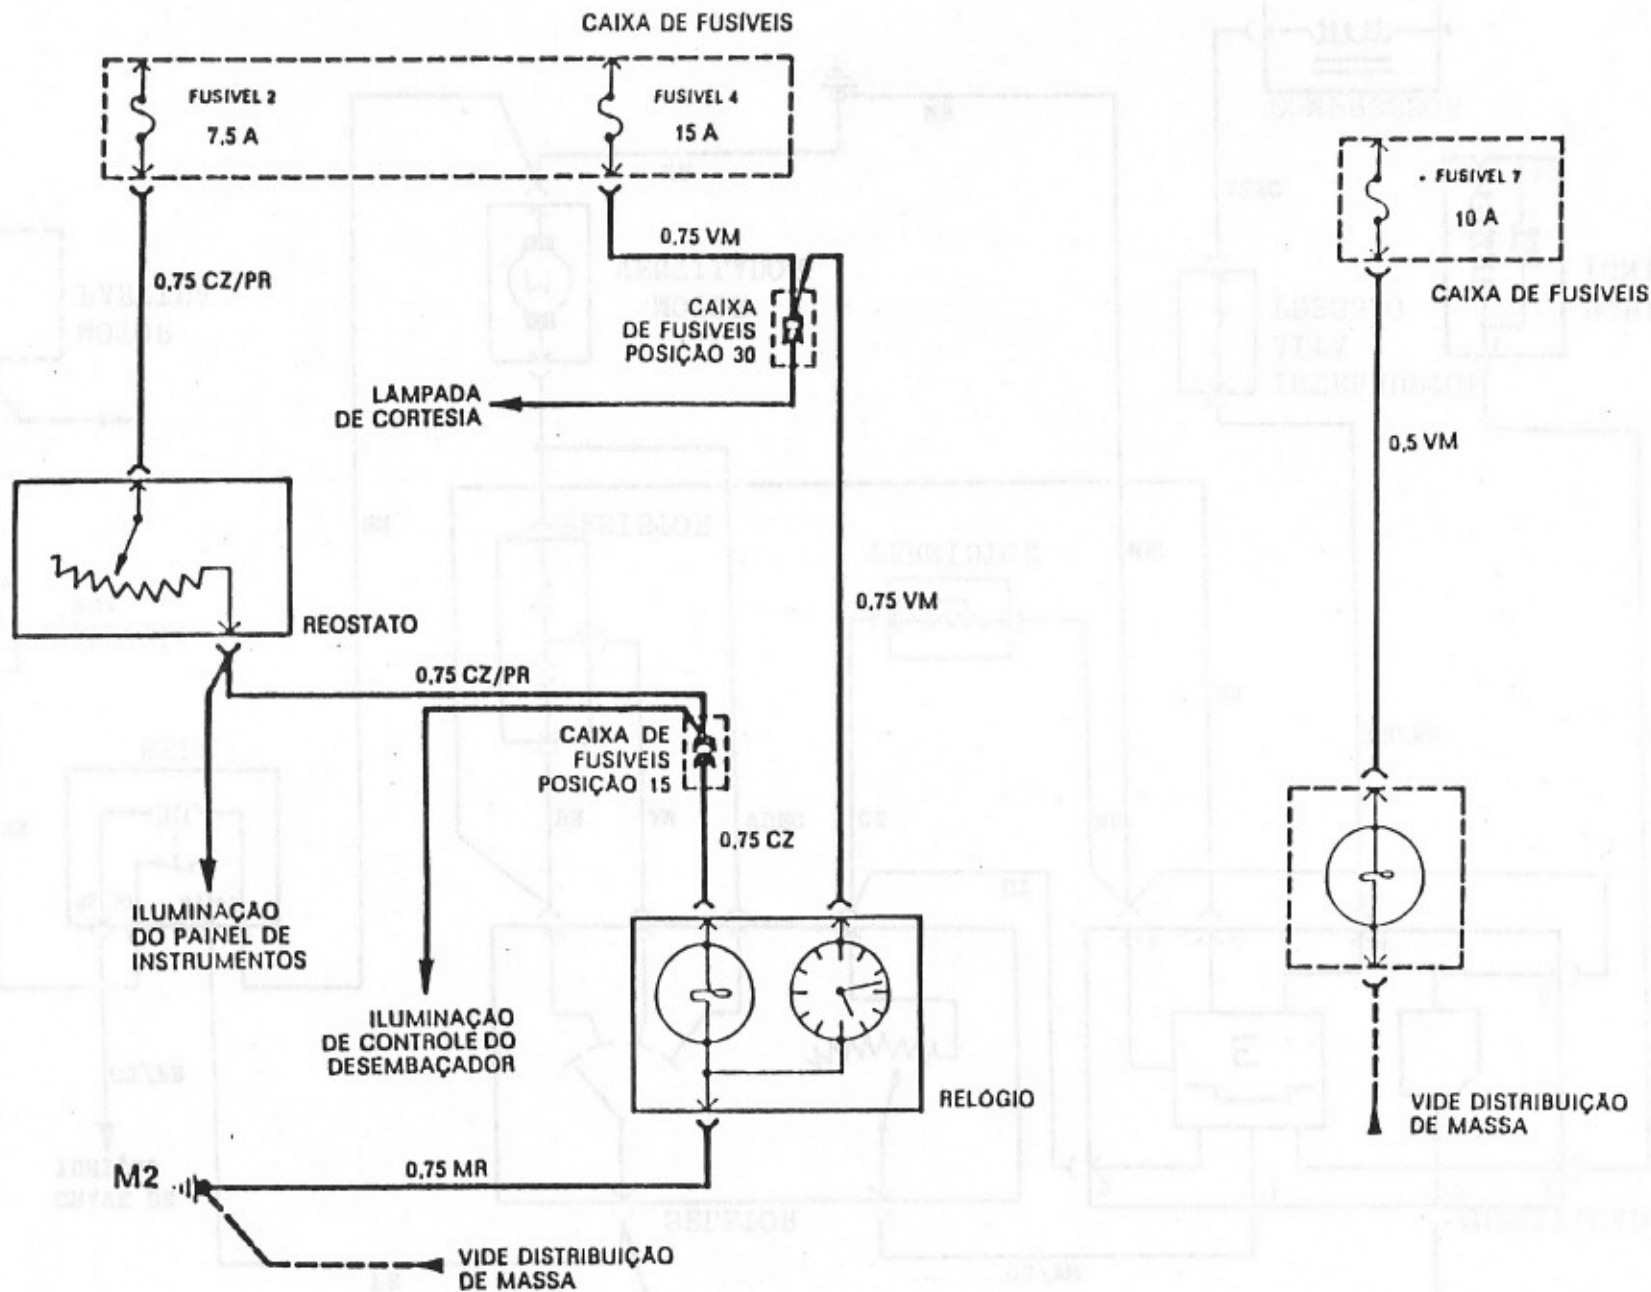 CAIXA DE FUSÍVEIS
FUSIVEL 2
7,5 A
FUSIVEL 4
15 A
FUSIVEL 7
10 A
CAIXA DE FUSÍVEIS
0,75 VM
0,75 CZ/PR
CAIXA
DE FUSÍVEIS
POSIÇÃO 30
LÂMPADA
DE CORTESIA
0,5 VM
0,75 VM
REOSTATO
0,75 CZ/PR
CAIXA DE
FUSÍVEIS
POSIÇÃO 15
0,75 CZ
ILUMINAÇÃO
DO PAINEL DE
INSTRUMENTOS
ILUMINAÇÃO
DE CONTROLE DO
DESEMBAÇADOR
RELÓGIO
VIDE DISTRIBUIÇÃO
DE MASSA
M2
0,75 MR
VIDE DISTRIBUIÇÃO
DE MASSA